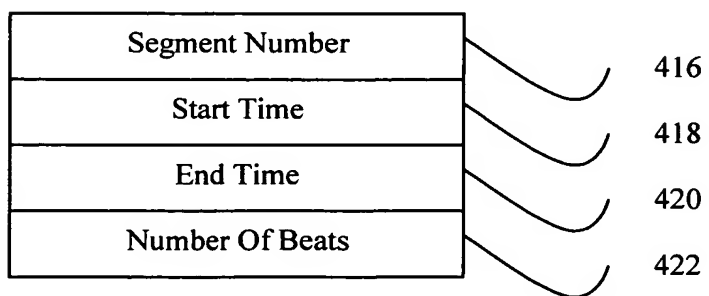 Segment Number
416
Start Time
418
End Time
420
Number Of Beats
422